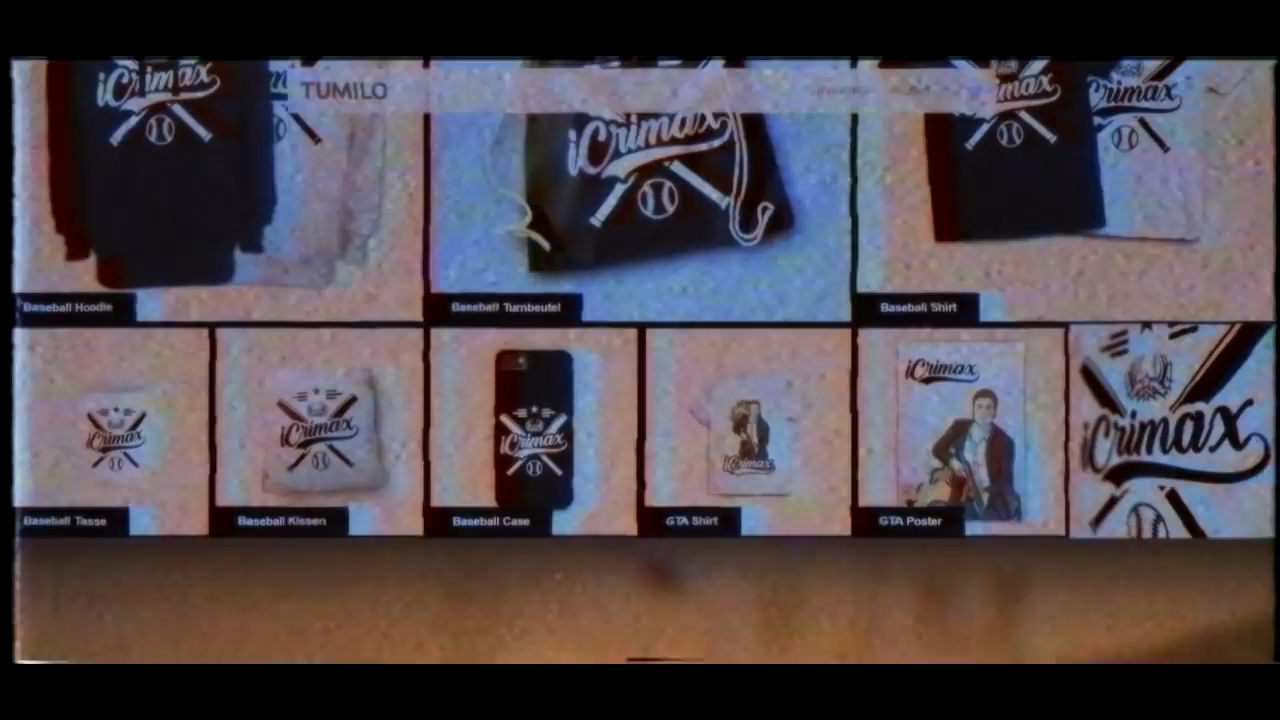 iCrimax
TUMILO
iCrimax
iCrimax
Baseball Hoodie
Baseball Turnbeutel
Baseball Shirt
iCrimax
iCrimax
iCrimax
iCrimax
iCrimax
iCrimax
Baseball Tasse
Baseball Kissen
Baseball Case
GTA Shirt
GTA Poster